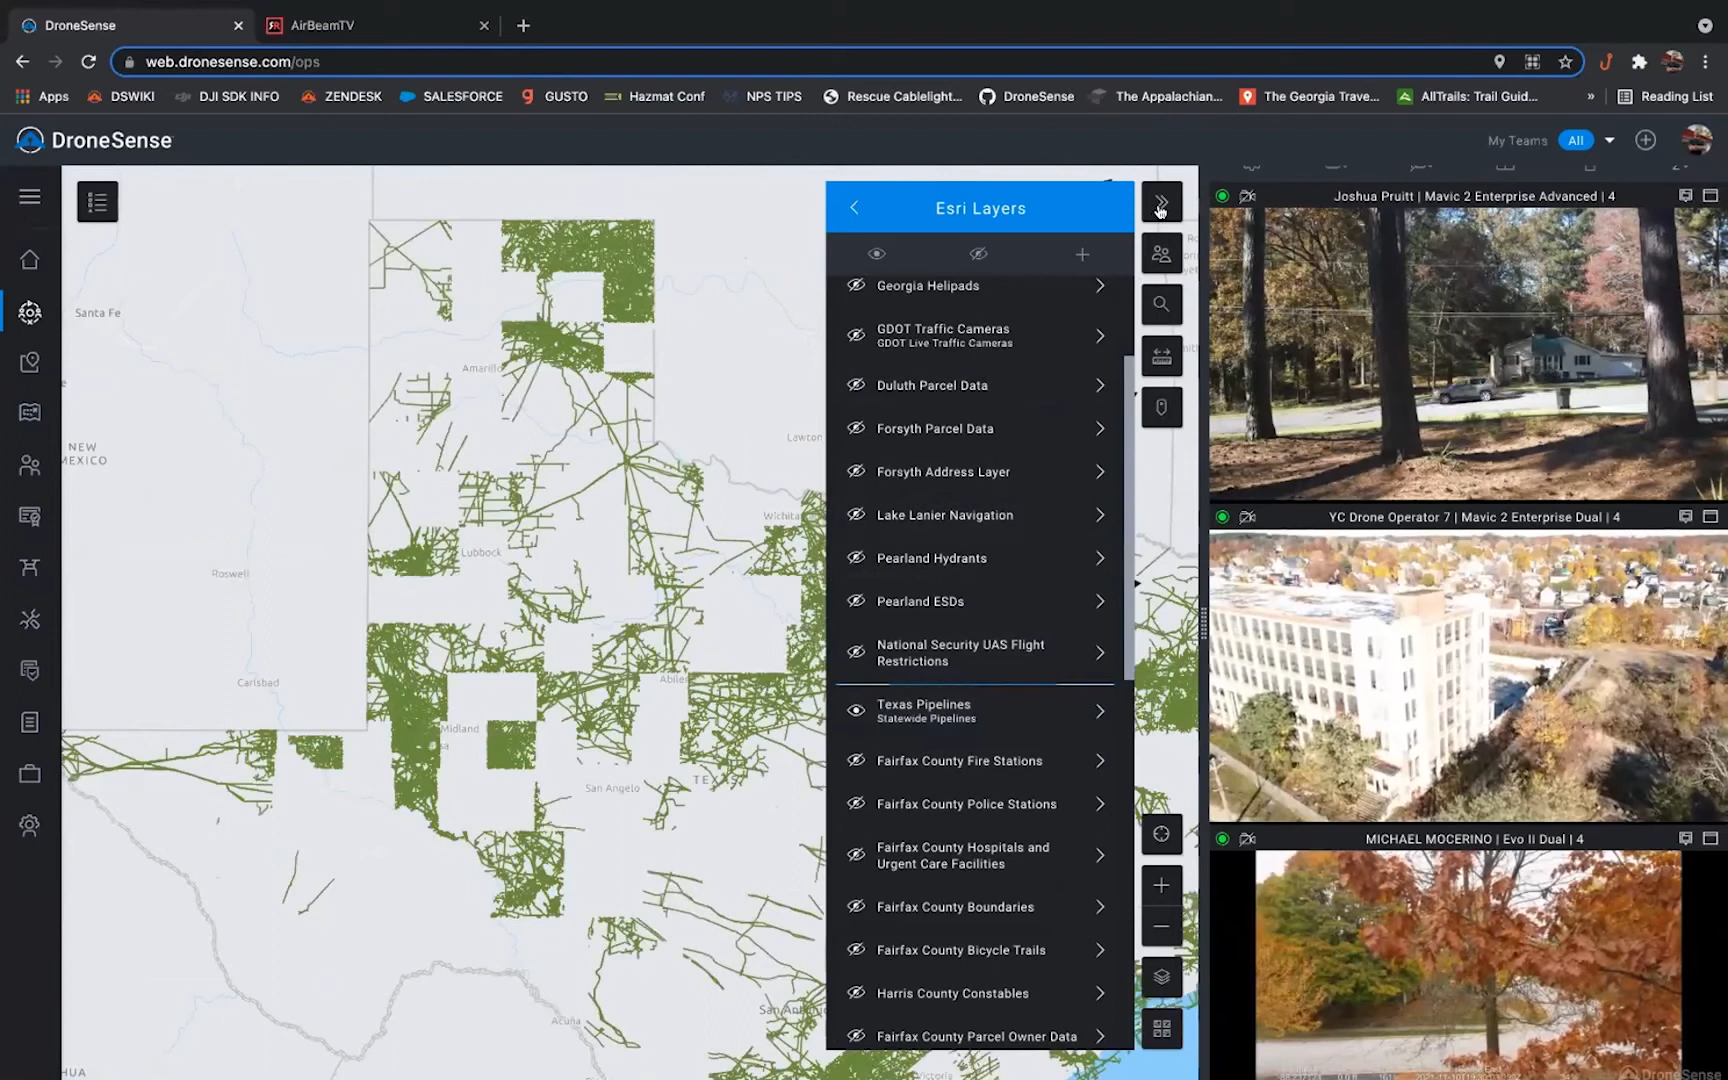 DroneSense
AirBeamTV
web.dronesense.com/ops
Apps
DSWIKI
DJI SDK INFO
ZENDESK
SALESFORCE
GUSTO
Hazmat Conf
NPS TIPS
Rescue Cablelight...
DroneSense
The Appalachian...
The Georgia Trave...
AllTrails: Trail Guid...
»
Reading List
DroneSense
My Teams
All
Esri Layers
Georgia Helipads
GDOT Traffic Cameras
GDOT Live Traffic Cameras
Duluth Parcel Data
Forsyth Parcel Data
Forsyth Address Layer
Lake Lanier Navigation
Pearland Hydrants
Pearland ESDs
National Security UAS Flight
Restrictions
Texas Pipelines
Statewide Pipelines
Fairfax County Fire Stations
Fairfax County Police Stations
Fairfax County Hospitals and
Urgent Care Facilities
Fairfax County Boundaries
Fairfax County Bicycle Trails
Harris County Constables
Fairfax County Parcel Owner Data
Santa Fe
Amarillo
Lawton
NEW
MEXICO
Wichita
Lubbock
Roswell
Carlsbad
Abilene
Midland
TEXAS
San Angelo
Acuña
San Antonio
Victoria
HUA
Joshua Pruitt | Mavic 2 Enterprise Advanced | 4
YC Drone Operator 7 | Mavic 2 Enterprise Dual | 4
MICHAEL MOCERINO | Evo II Dual | 4
DroneSense